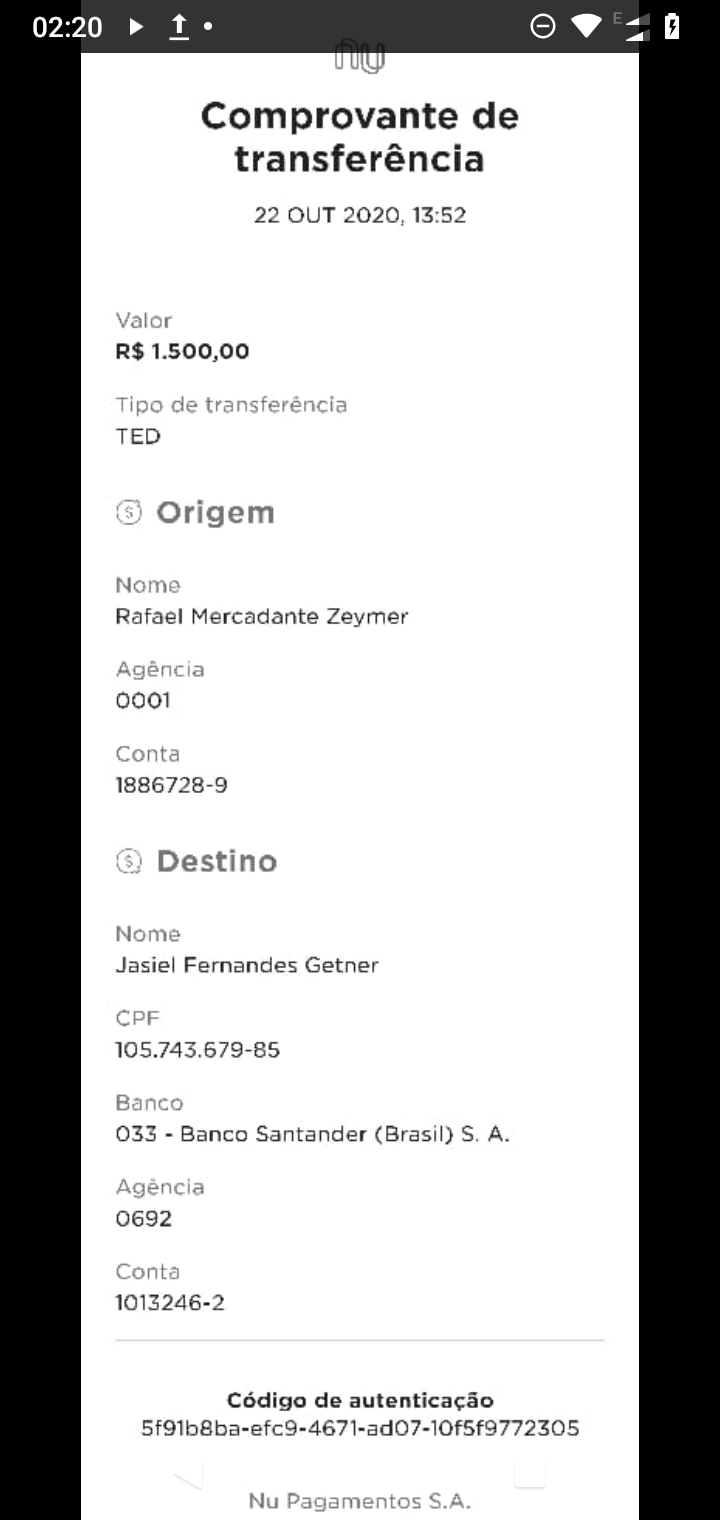 02:20
E
nu
Comprovante de
transferência
22 OUT 2020, 13:52
Valor
R$ 1.500,00
Tipo de transferência
TED
Origem
Nome
Rafael Mercadante Zeymer
Agência
0001
Conta
1886728-9
Destino
Nome
Jasiel Fernandes Getner
CPF
105.743.679-85
Banco
033 - Banco Santander (Brasil) S. A.
Agência
0692
Conta
1013246-2
Código de autenticação
5f91b8ba-efc9-4671-ad07-10f5f9772305
Nu Pagamentos S.A.